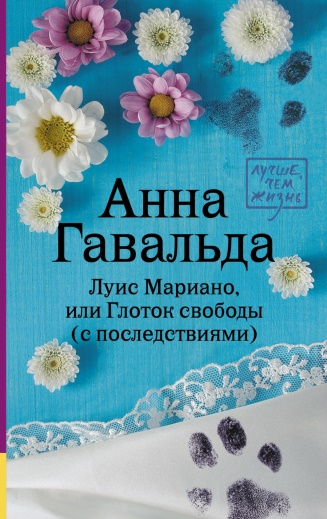 лучше,
чем
жизнь
Анна
Гавальда
Луис Мариано,
или Глоток свободы
(с последствиями)